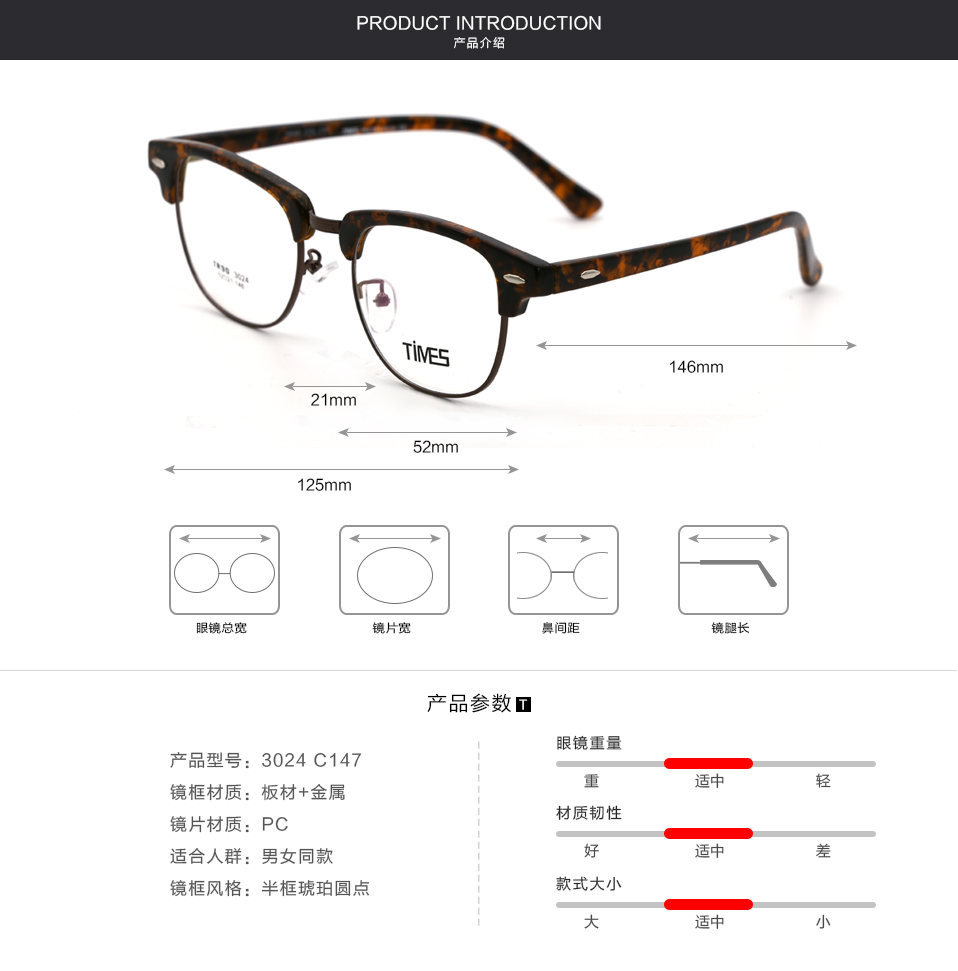 PRODUCT INTRODUCTION
产品介绍
TR90 3024
52□21-146
TiMES
146mm
21mm
52mm
125mm
眼镜总宽
镜片宽
鼻间距
镜腿长
产品参数 T
产品型号：3024 C147
镜框材质：板材+金属
镜片材质：PC
适合人群：男女同款
镜框风格：半框琥珀圆点
眼镜重量
重 适中 轻
材质韧性
好 适中 差
款式大小
大 适中 小